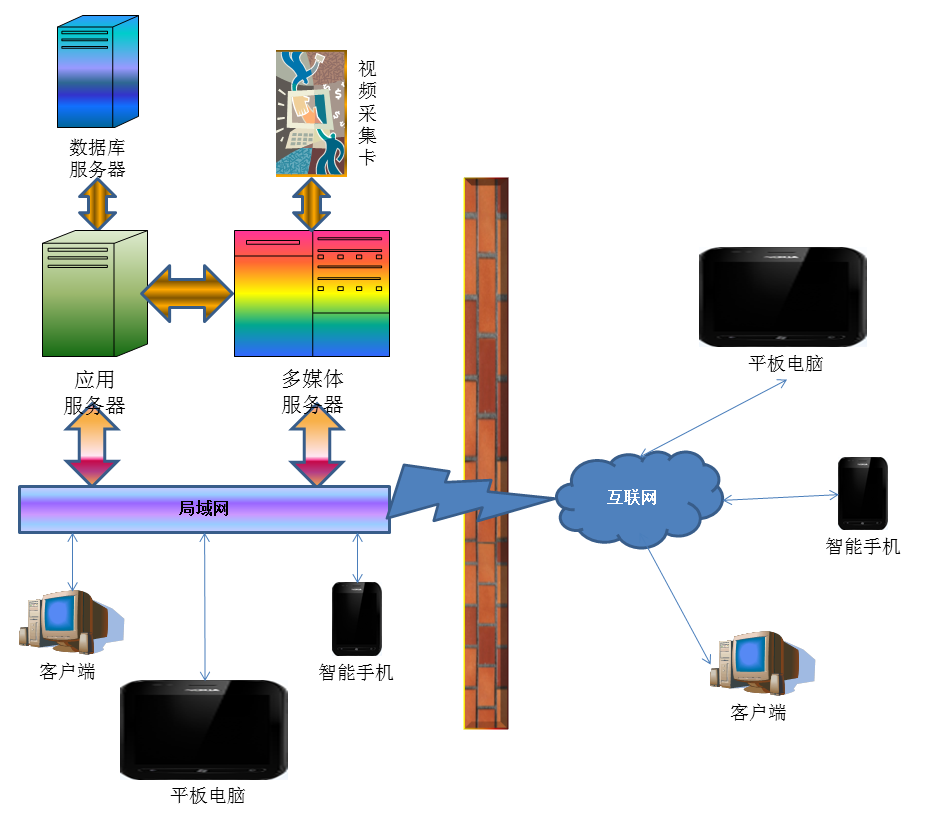 数据库
服务器
视
频
采
集
卡
应用
服务器
多媒体
服务器
局域网
客户端
平板电脑
智能手机
互联网
平板电脑
智能手机
客户端